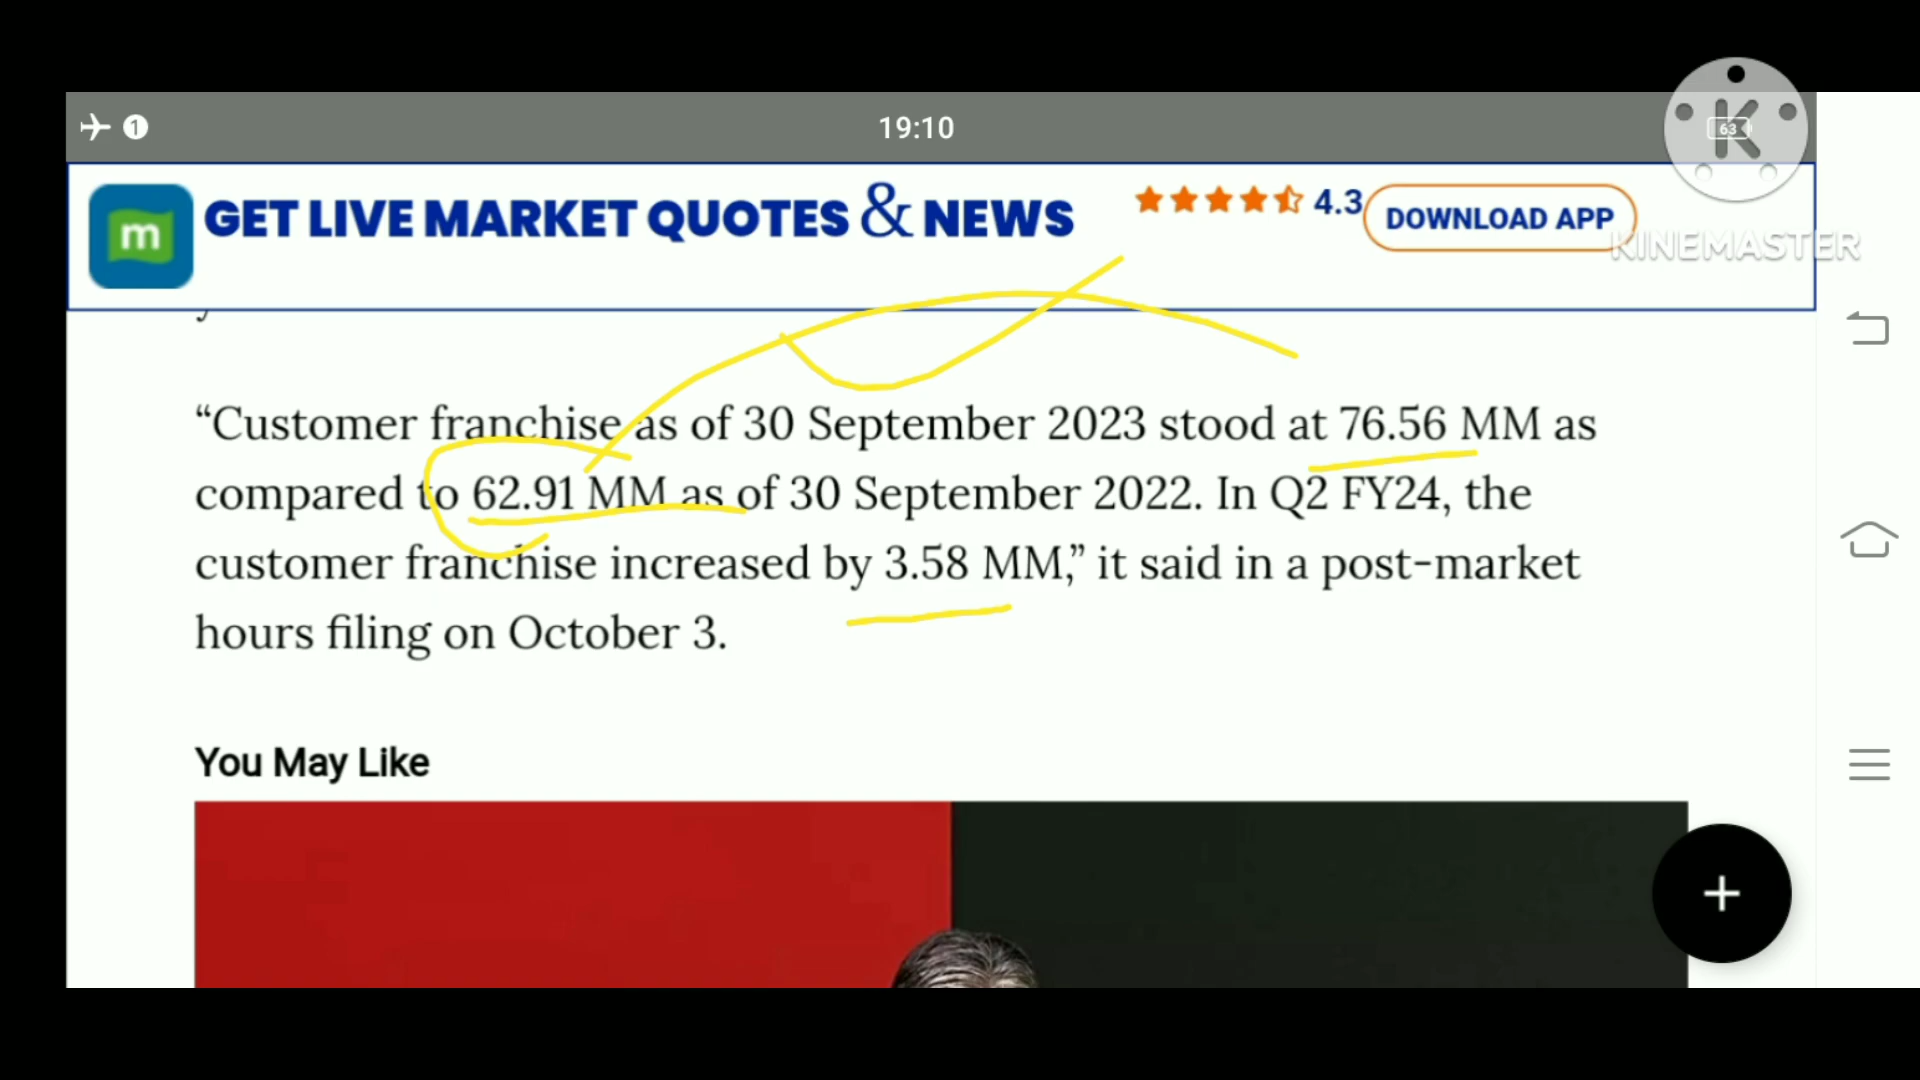 1
19:10
63
K
m
GET LIVE MARKET QUOTES & NEWS
4.3
DOWNLOAD APP
KINEMASTER
“Customer franchise as of 30 September 2023 stood at 76.56 MM as
compared to 62.91 MM as of 30 September 2022. In Q2 FY24, the
customer franchise increased by 3.58 MM,” it said in a post-market
hours filing on October 3.
You May Like